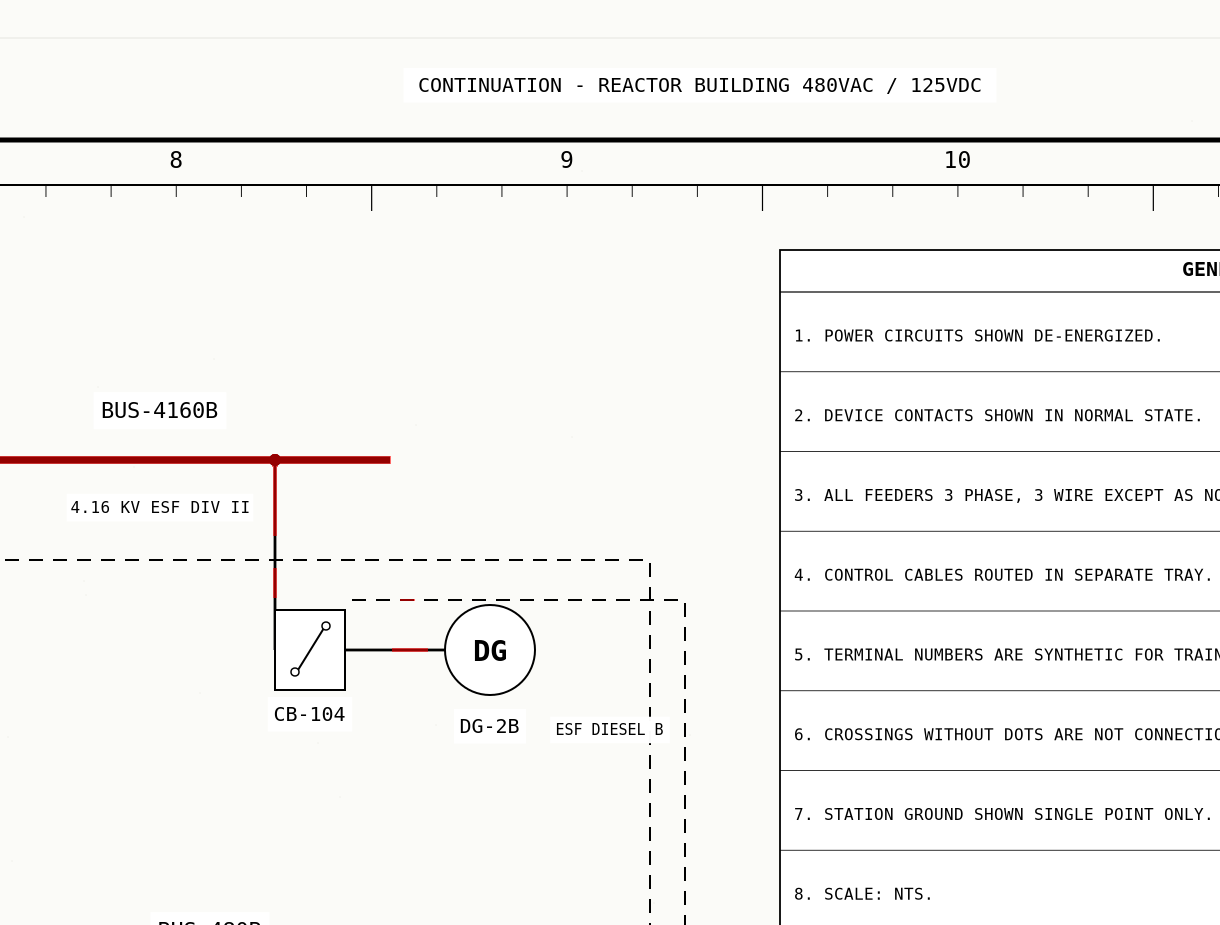 CONTINUATION - REACTOR BUILDING 480VAC / 125VDC
8 9 10
1. POWER CIRCUITS SHOWN DE-ENERGIZED.
2. DEVICE CONTACTS SHOWN IN NORMAL STATE.
3. ALL FEEDERS 3 PHASE, 3 WIRE EXCEPT AS
4. CONTROL CABLES ROUTED IN SEPARATE TRAY.
5. TERMINAL NUMBERS ARE SYNTHETIC FOR
6. CROSSINGS WITHOUT DOTS ARE NOT
7. STATION GROUND SHOWN SINGLE POINT ONLY.
8. SCALE: NTS.
BUS-4160B
4.16 KV ESF DIV II
DG
CB-104
DG-2B
ESF DIESEL B